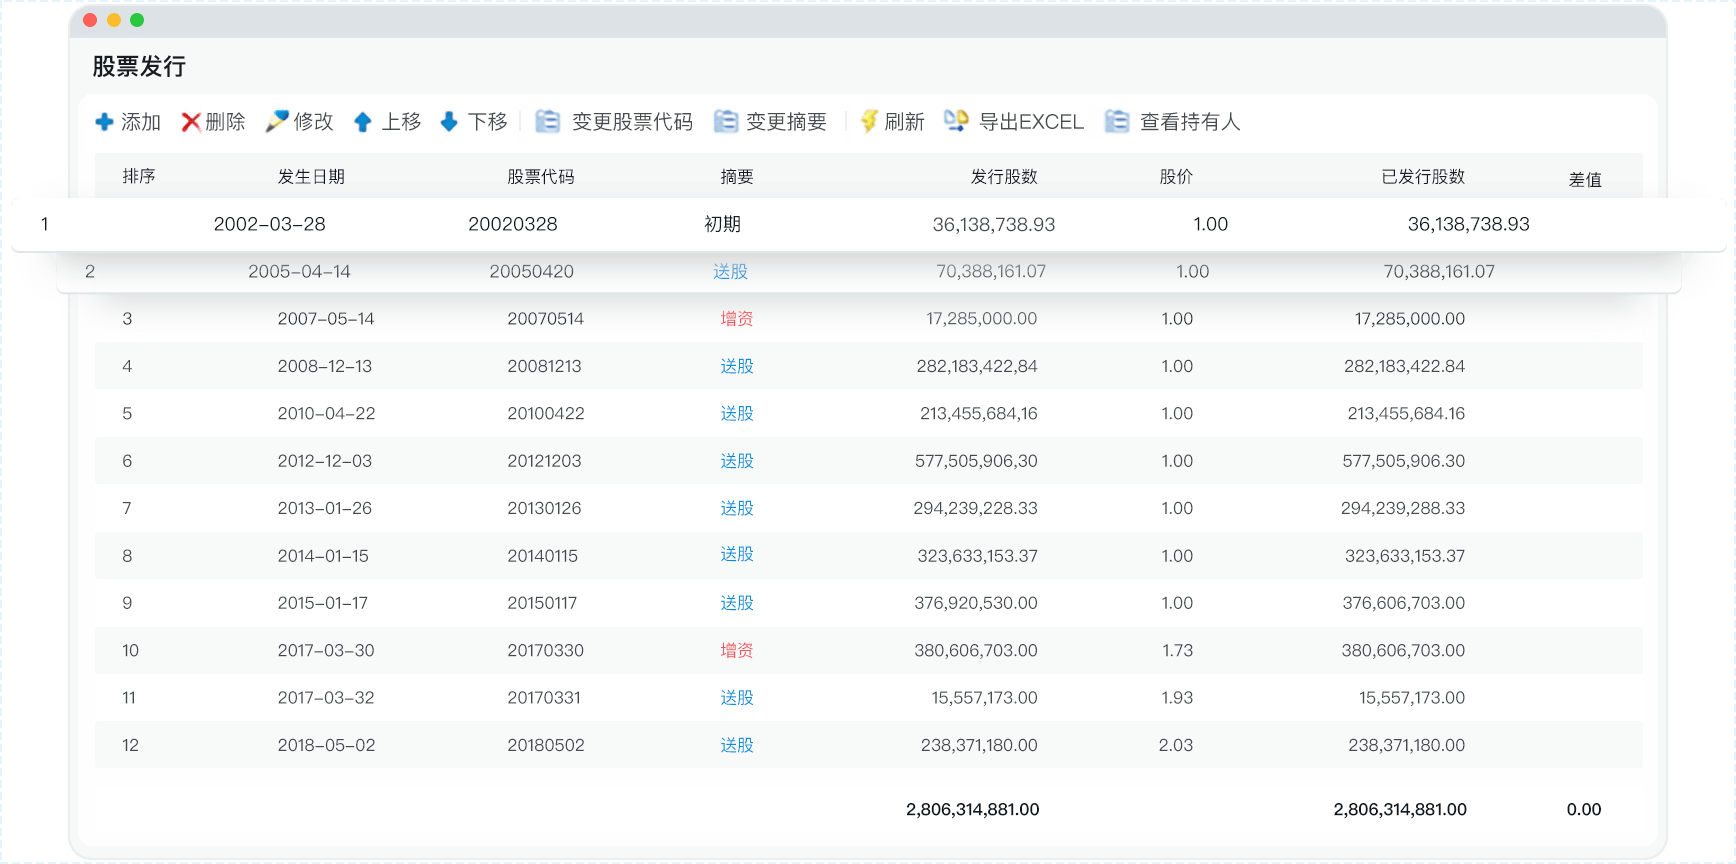 股票发行
添加 删除 修改 上移 下移 变更股票代码 变更摘要 刷新 导出EXCEL 查看持有人
排序 发生日期 股票代码 摘要 发行股数 股价 已发行股数 差值
1 2002-03-28 20020328 初期 36,138,738.93 1.00 36,138,738.93
2 2005-04-14 20050420 送股 70,388,161.07 1.00 70,388,161.07
3 2007-05-14 20070514 增资 17,285,000.00 1.00 17,285,000.00
4 2008-12-13 20081213 送股 282,183,422,84 1.00 282,183,422.84
5 2010-04-22 20100422 送股 213,455,684,16 1.00 213,455,684.16
6 2012-12-03 20121203 送股 577,505,906,30 1.00 577,505,906.30
7 2013-01-26 20130126 送股 294,239,228.33 1.00 294,239,288.33
8 2014-01-15 20140115 送股 323,633,153.37 1.00 323,633,153.37
9 2015-01-17 20150117 送股 376,920,530.00 1.00 376,606,703.00
10 2017-03-30 20170330 增资 380,606,703.00 1.73 380,606,703.00
11 2017-03-32 20170331 送股 15,557,173.00 1.93 15,557,173.00
12 2018-05-02 20180502 送股 238,371,180.00 2.03 238,371,180.00
2,806,314,881.00 2,806,314,881.00 0.00